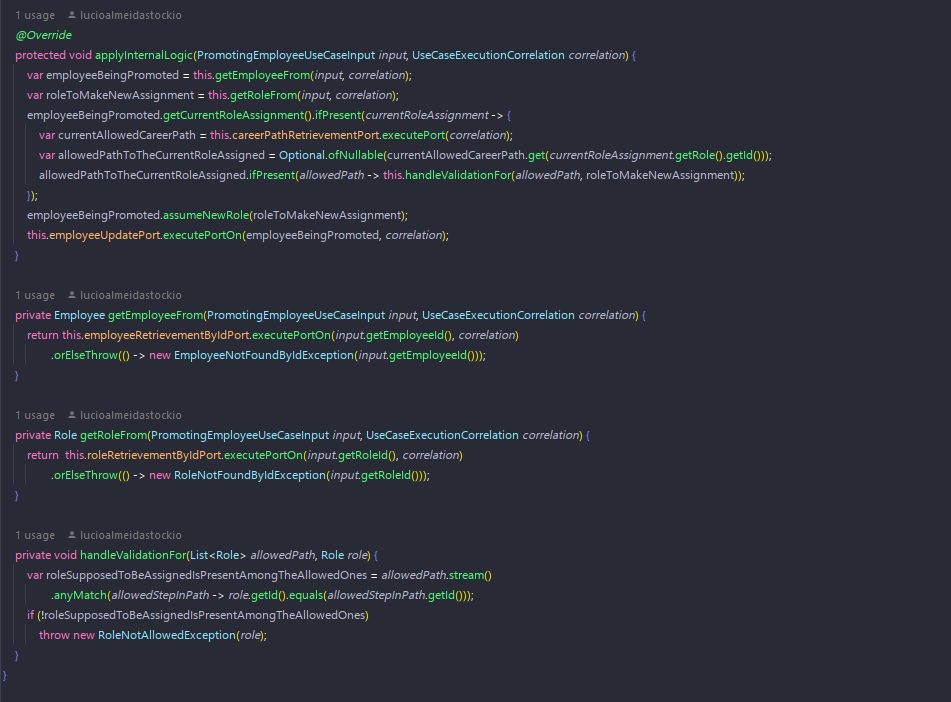 1 usage lucioalmeidastockio
@Override
protected void applyInternalLogic(PromotingEmployeeUseCaseInput input, UseCaseExecutionCorrelation correlation) {
var employeeBeingPromoted = this.getEmployeeFrom(input, correlation);
var roleToMakeNewAssignment = this.getRoleFrom(input, correlation);
employeeBeingPromoted.getCurrentRoleAssignment().ifPresent(currentRoleAssignment -> {
var currentAllowedCareerPath = this.careerPathRetrievementPort.executePort(correlation);
var allowedPathToTheCurrentRoleAssigned = Optional.ofNullable(currentAllowedCareerPath.get(currentRoleAssignment.getRole().getId()));
allowedPathToTheCurrentRoleAssigned.ifPresent(allowedPath -> this.handleValidationFor(allowedPath, roleToMakeNewAssignment));
});
employeeBeingPromoted.assumeNewRole(roleToMakeNewAssignment);
this.employeeUpdatePort.executePortOn(employeeBeingPromoted, correlation);
}
1 usage lucioalmeidastockio
private Employee getEmployeeFrom(PromotingEmployeeUseCaseInput input, UseCaseExecutionCorrelation correlation) {
return this.employeeRetrievementByIdPort.executePortOn(input.getEmployeeId(), correlation)
.orElseThrow(() -> new EmployeeNotFoundByIdException(input.getEmployeeId()));
}
1 usage lucioalmeidastockio
private Role getRoleFrom(PromotingEmployeeUseCaseInput input, UseCaseExecutionCorrelation correlation) {
return this.roleRetrievementByIdPort.executePortOn(input.getRoleId(), correlation)
.orElseThrow(() -> new RoleNotFoundByIdException(input.getRoleId()));
}
1 usage lucioalmeidastockio
private void handleValidationFor(List<Role> allowedPath, Role role) {
var roleSupposedToBeAssignedIsPresentAmongTheAllowedOnes = allowedPath.stream()
.anyMatch(allowedStepInPath -> role.getId().equals(allowedStepInPath.getId()));
if (!roleSupposedToBeAssignedIsPresentAmongTheAllowedOnes)
throw new RoleNotAllowedException(role);
}
}